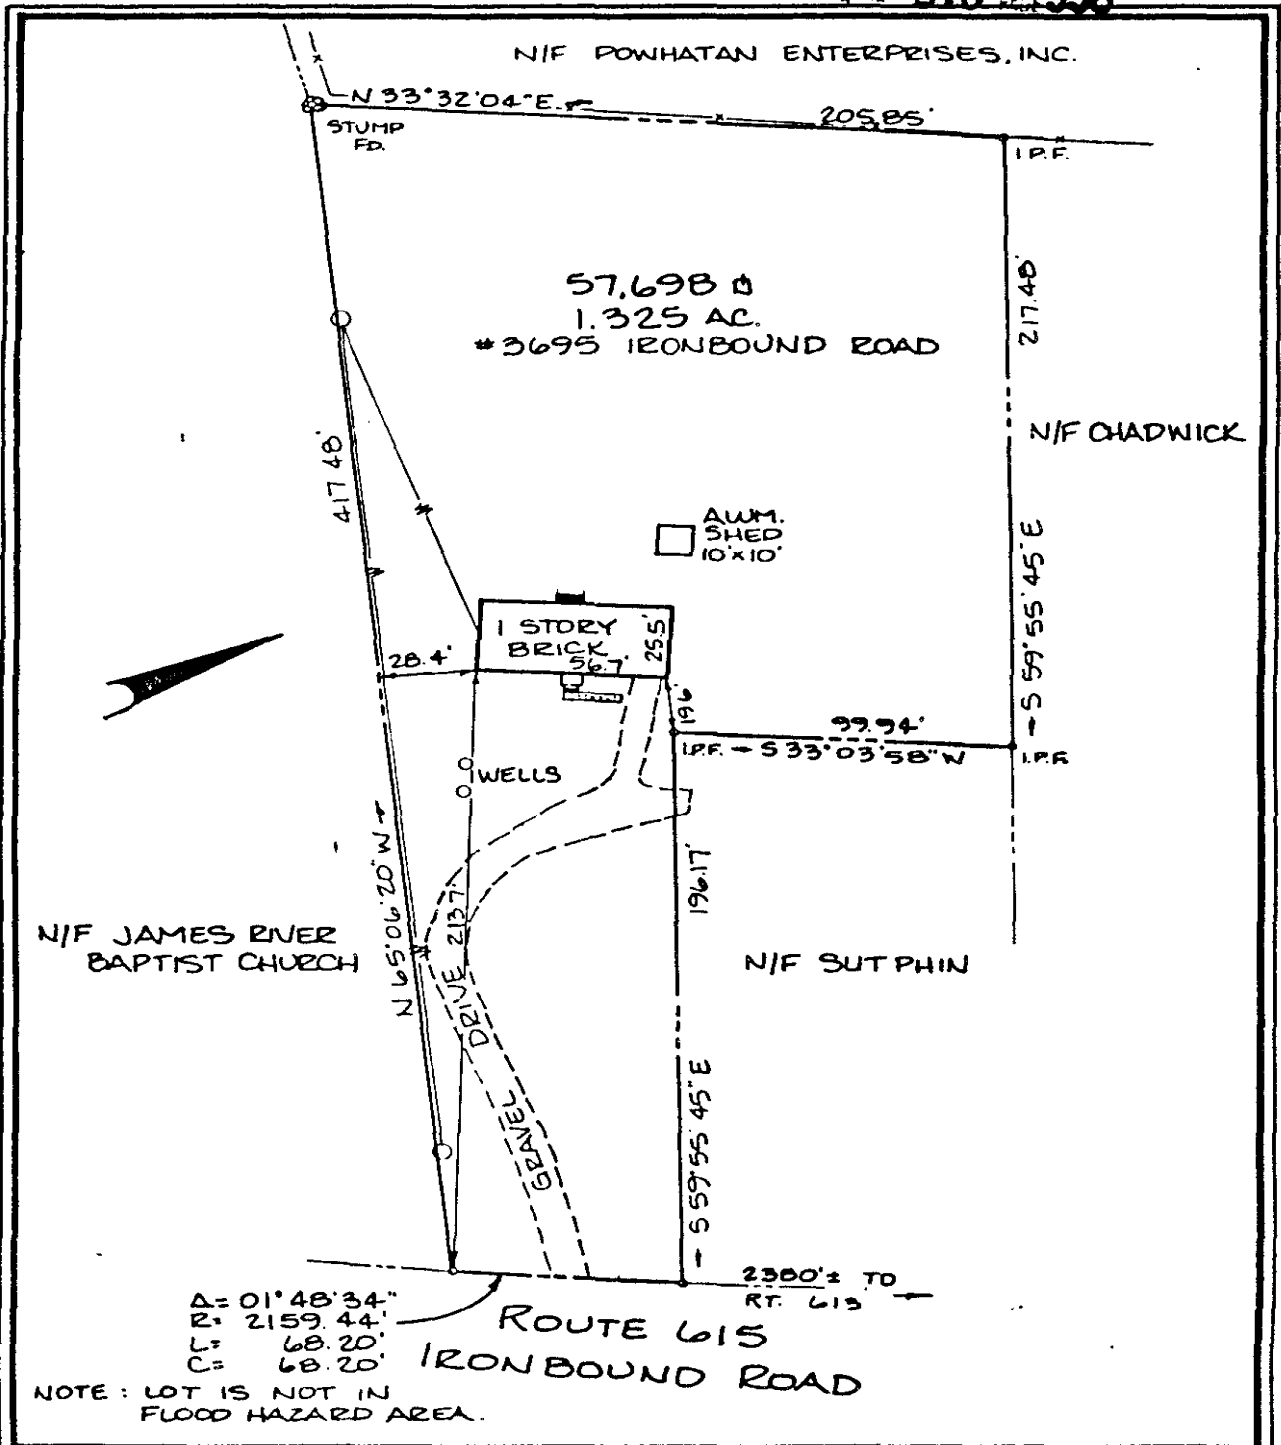 N/F POWHATAN ENTERPRISES, INC.
N 33°32'04"E
205.85'
STUMP
FD.
I.P.F.
57,698
1.325 AC.
#3695 IRONBOUND ROAD
217.48'
N/F CHADWICK
417.48'
AWM.
SHED
10'x10'
S 59°55'45"E
1 STORY
BRICK
56.7'
25.5'
28.4'
19.6'
99.94'
I.P.F. S 33°03'58"W
I.P.F.
WELLS
N 65°06'20"W
196.17'
N/F JAMES RIVER
BAPTIST CHURCH
213.7'
N/F SUTPHIN
GRAVEL DRIVE
S 59°55'45"E
2380'± TO
RT. 613
Δ= 01°48'34"
R= 2159.44'
L= 68.20'
C= 68.20'
ROUTE 615
IRONBOUND ROAD
NOTE: LOT IS NOT IN
FLOOD HAZARD AREA.